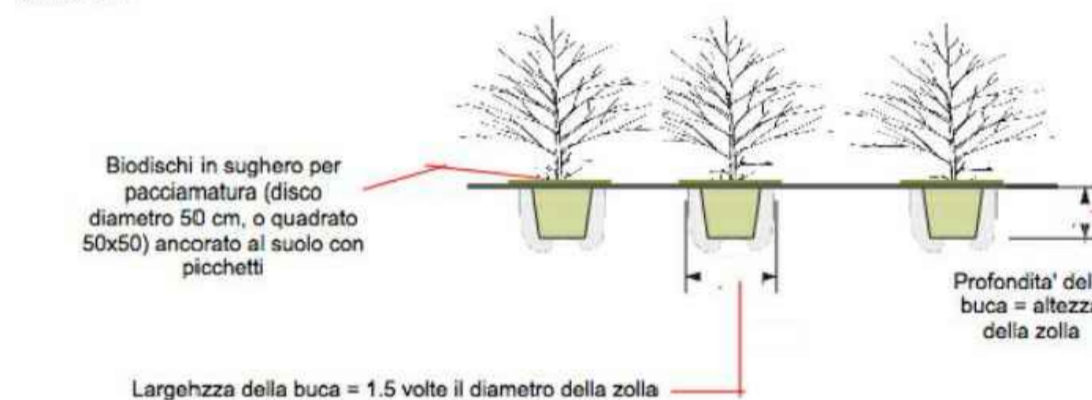 Biodischi in sughero per
pacciamatura (disco
diametro 50 cm, o quadrato
50x50) ancorato al suolo con
picchetti
Profondita' del
buca = altezza
della zolla
Largehzza della buca = 1.5 volte il diametro della zolla